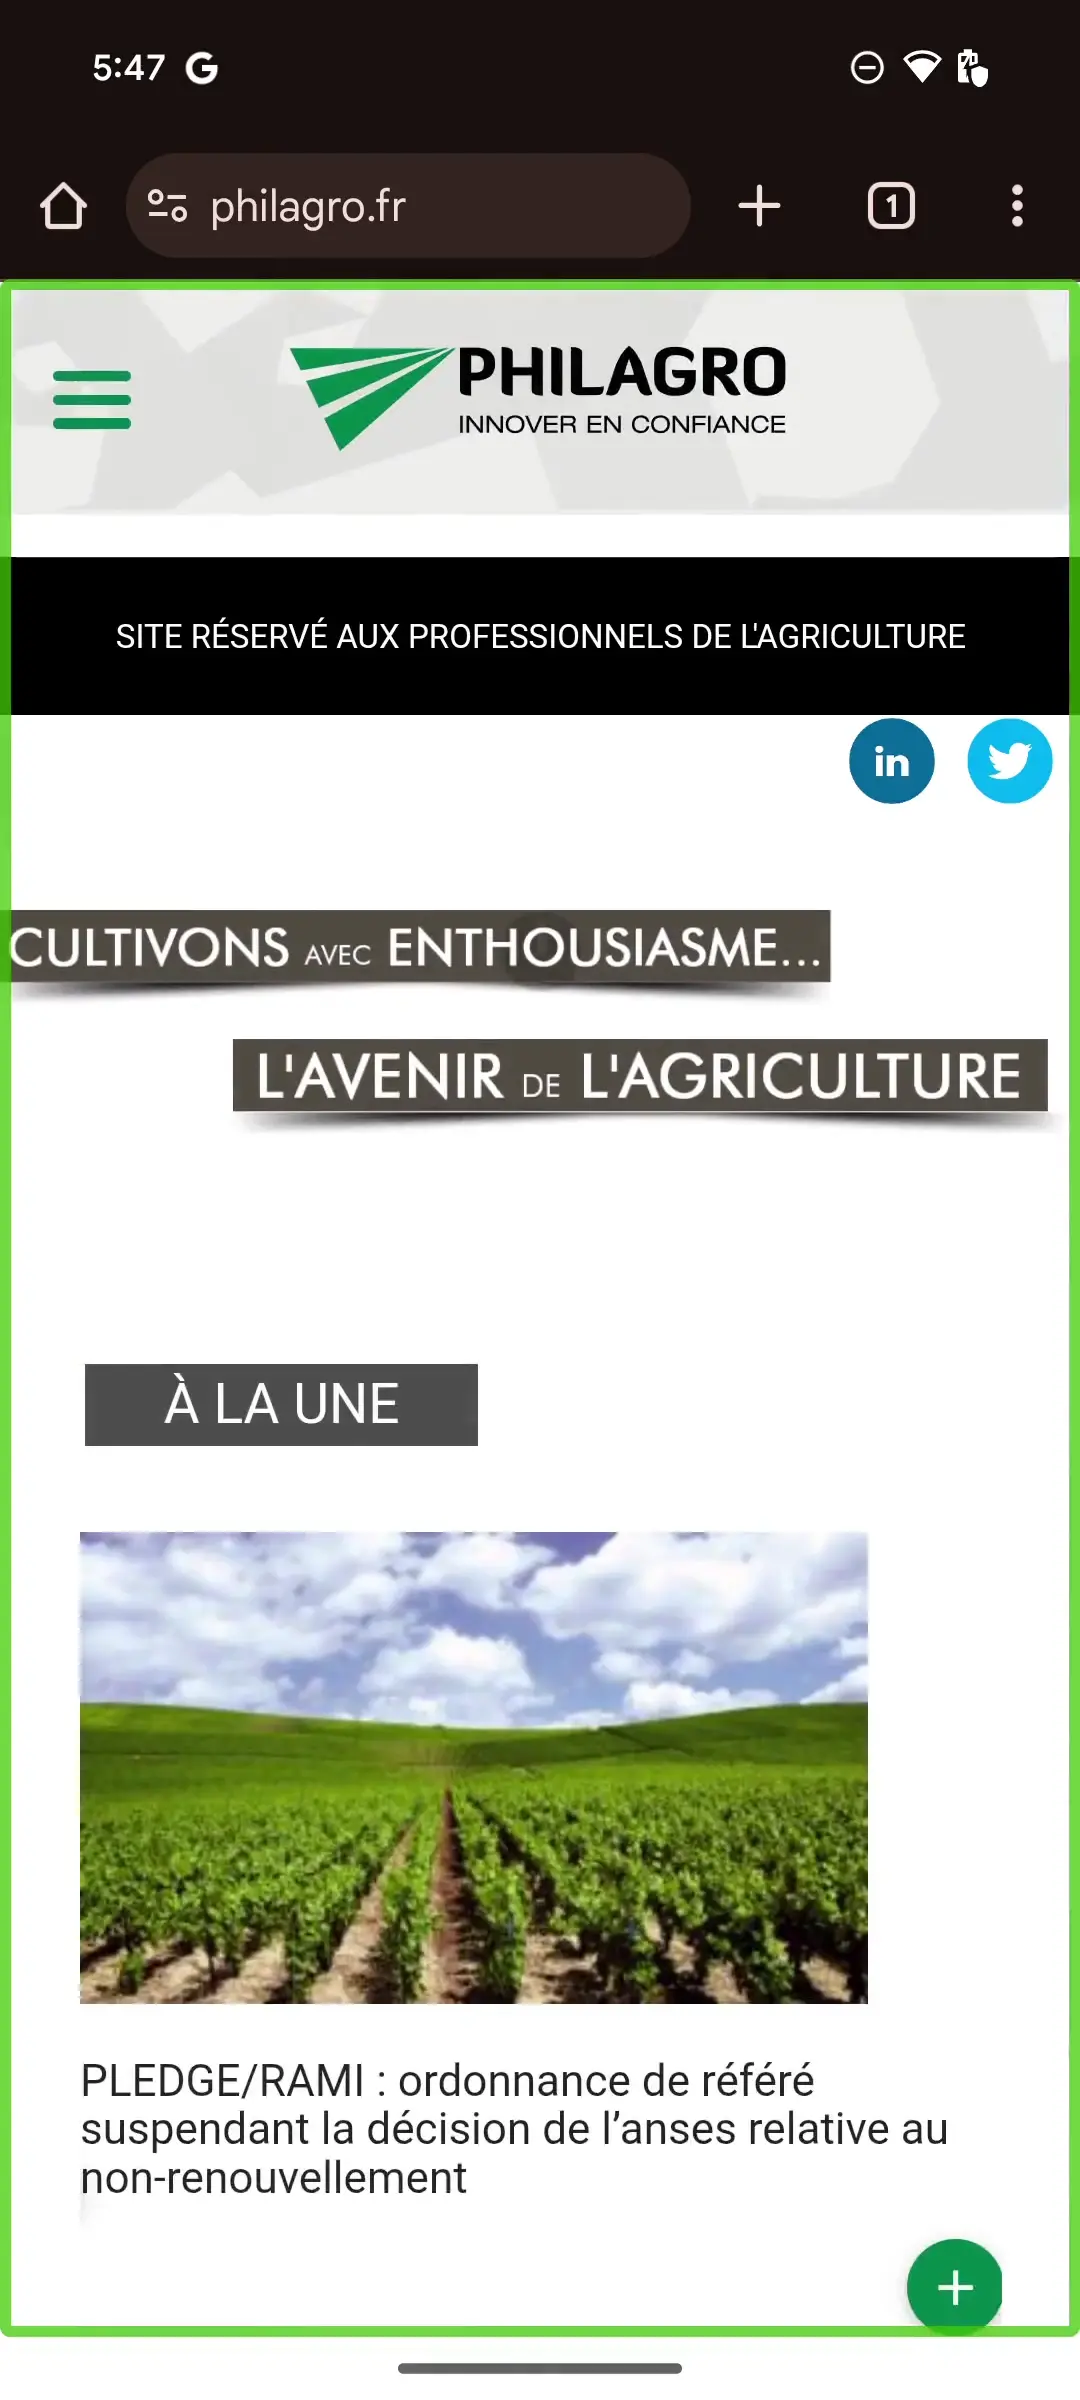 5:47
philagro.fr
1
PHILAGRO
INNOVER EN CONFIANCE
SITE RÉSERVÉ AUX PROFESSIONNELS DE L'AGRICULTURE
in
CULTIVONS AVEC ENTHOUSIASME...
L'AVENIR DE L'AGRICULTURE
À LA UNE
PLEDGE/RAMI : ordonnance de référé
suspendant la décision de l’anses relative au
non-renouvellement